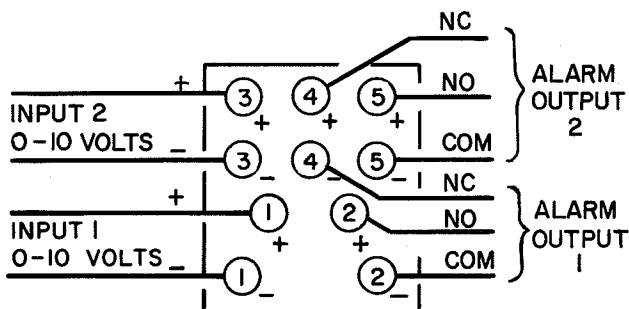 NC
+ 3 4 5 NO ALARM
INPUT 2 + + + OUTPUT
0-10 VOLTS 2
- 3 4 5 COM
- - - NC
+ 1 2 NO ALARM
INPUT 1 + + OUTPUT
0-10 VOLTS 1
- 1 2 COM
- -